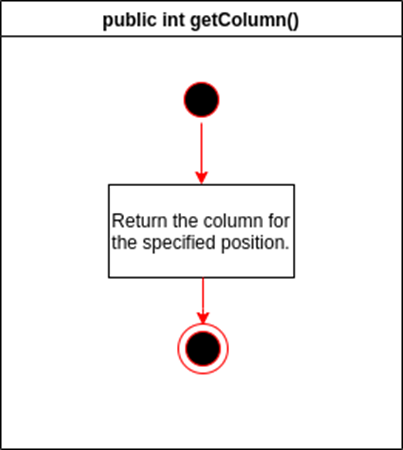 public int getColumn()
Return the column for
the specified position.